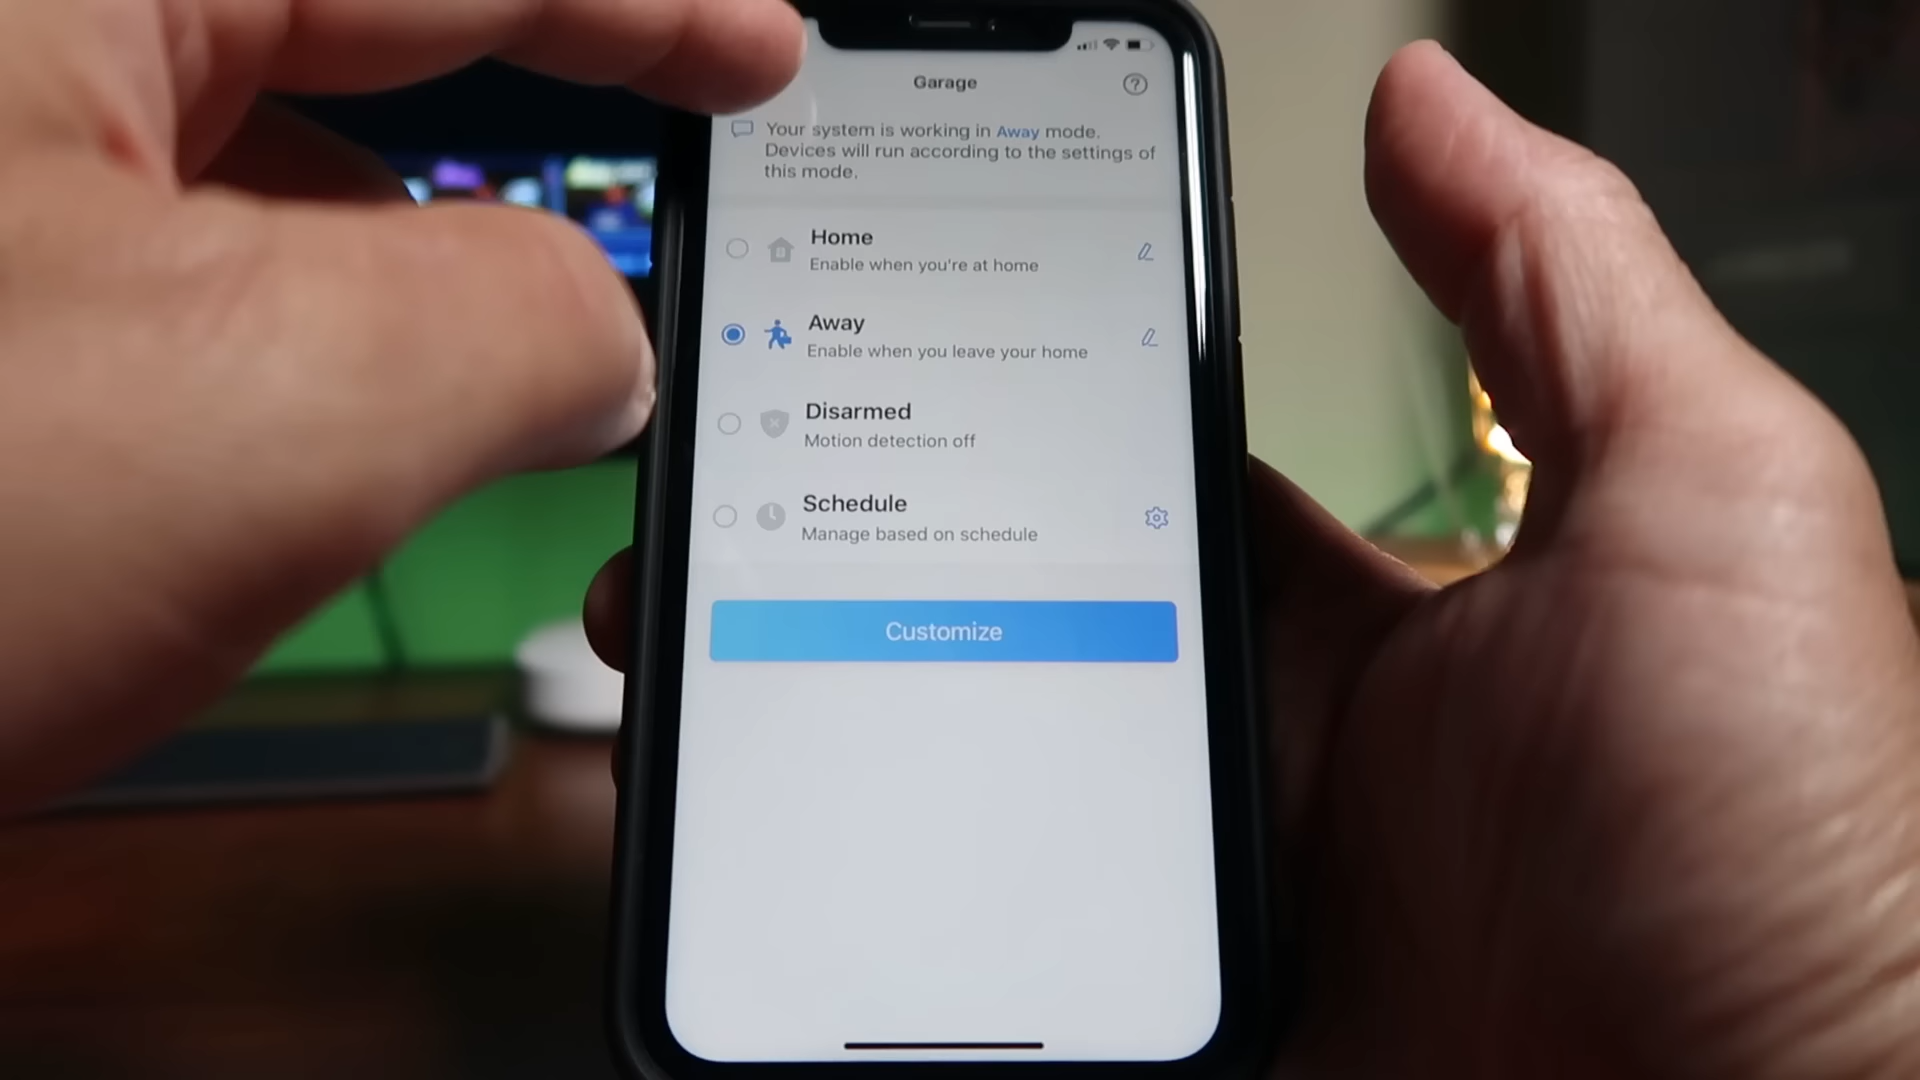 Garage
Your system is working in Away mode.
Devices will run according to the settings of
this mode.
Home
Enable when you're at home
Away
Enable when you leave your home
Disarmed
Motion detection off
Schedule
Manage based on schedule
Customize